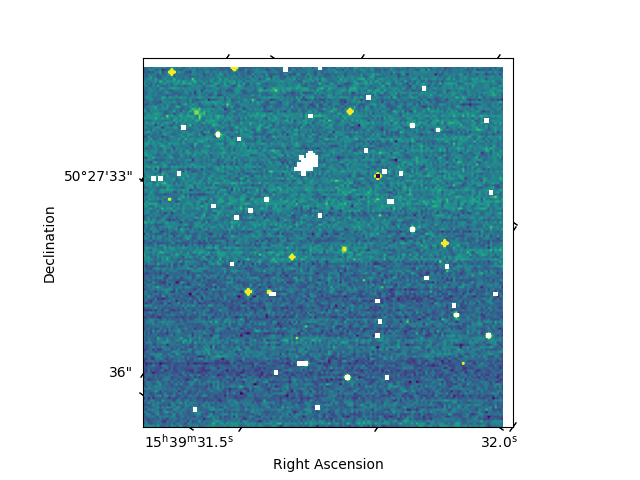 50°27'33"
Declination
36"
15ʰ39ᵐ31.5ˢ
32.0ˢ
Right Ascension